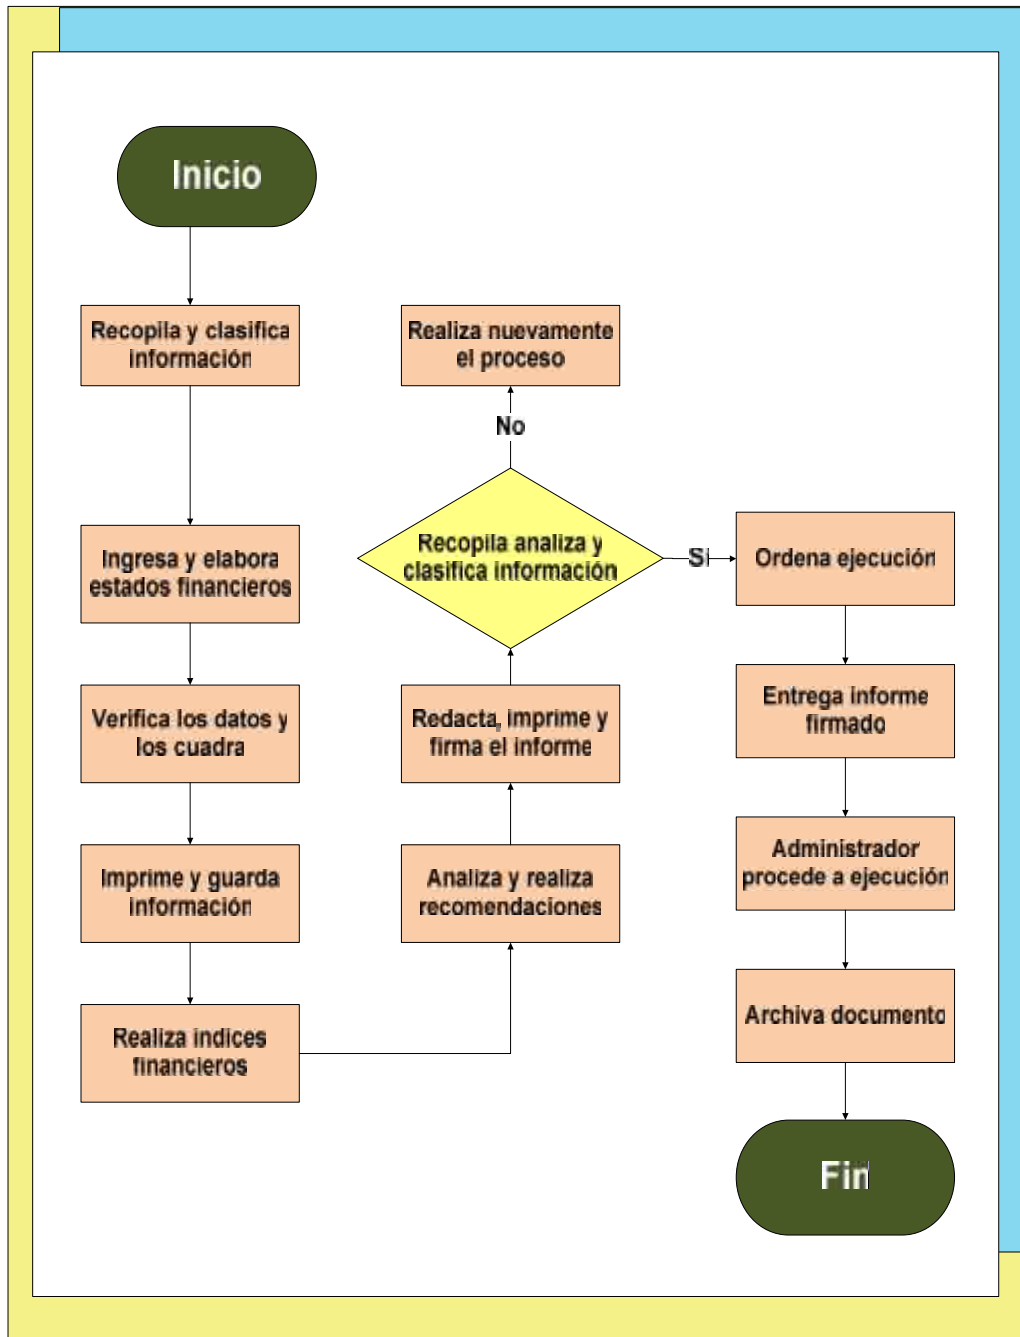 Inicio
Recopila y clasifica
información
Ingresa y elabora
estados financieros
Verifica los datos y
los cuadra
Imprime y guarda
información
Realiza indices
financieros
Analiza y realiza
recomendaciones
Redacta, imprime y
firma el informe
Recopila analiza y
clasifica información
No
Realiza nuevamente
el proceso
Si
Ordena ejecución
Entrega informe
firmado
Administrador
procede a ejecución
Archiva documento
Fin